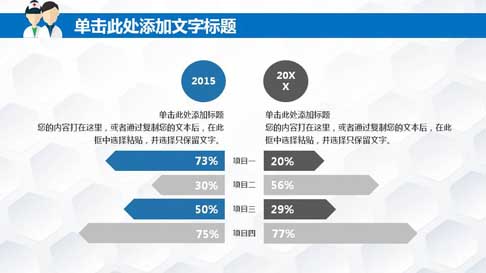 单击此处添加文字标题
2015
20X
X
单击此处添加标题
您的内容打在这里，或者通过复制您的文本后，在此
框中选择粘贴，并选择只保留文字。
单击此处添加标题
您的内容打在这里，或者通过复制您的文本后，在此
框中选择粘贴，并选择只保留文字。
73% 项目一 20%
30% 项目二 56%
50% 项目三 29%
75% 项目四 77%